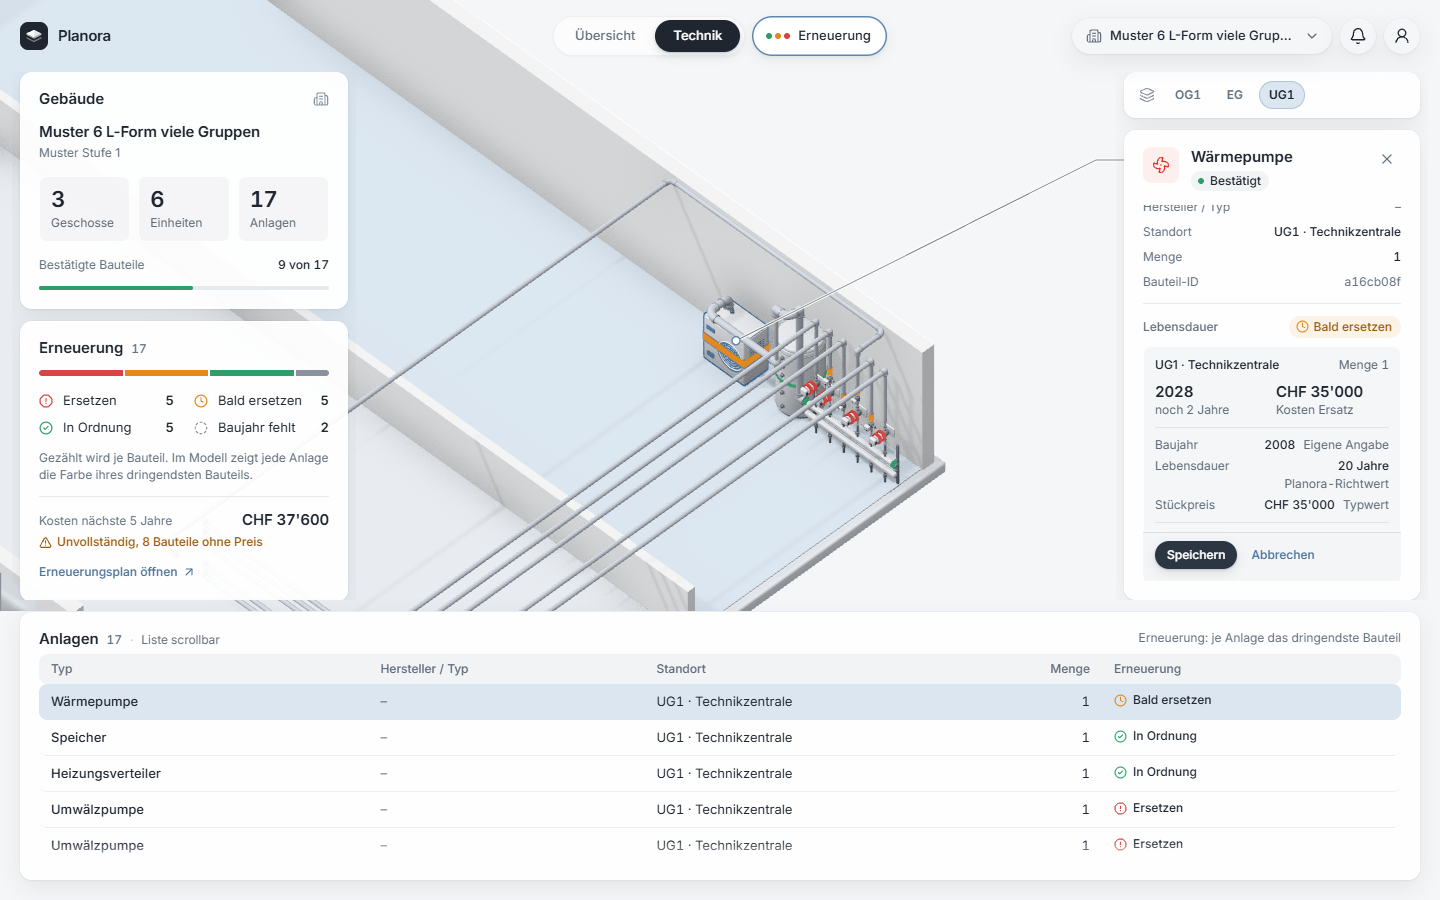 Planora
Übersicht
Technik
Erneuerung
Muster 6 L-Form viele Grup...
Gebäude
Muster 6 L-Form viele Gruppen
Muster Stufe 1
3 6 17
Geschosse Einheiten Anlagen
Bestätigte Bauteile 9 von 17
Erneuerung 17
Ersetzen 5 Bald ersetzen 5
In Ordnung 5 Baujahr fehlt 2
Gezählt wird je Bauteil. Im Modell zeigt jede Anlage
die Farbe ihres dringendsten Bauteils.
Kosten nächste 5 Jahre CHF 37'600
Unvollständig, 8 Bauteile ohne Preis
Erneuerungsplan öffnen
OG1 EG UG1
Wärmepumpe
Bestätigt
Hersteller / Typ –
Standort UG1 · Technikzentrale
Menge 1
Bauteil-ID a16cb08f
Lebensdauer Bald ersetzen
UG1 · Technikzentrale Menge 1
2028 CHF 35'000
noch 2 Jahre Kosten Ersatz
Baujahr 2008 Eigene Angabe
Lebensdauer 20 Jahre
Planora-Richtwert
Stückpreis CHF 35'000 Typwert
Speichern Abbrechen
Anlagen 17 · Liste scrollbar
Erneuerung: je Anlage das dringendste Bauteil
Typ Hersteller / Typ Standort Menge Erneuerung
Wärmepumpe – UG1 · Technikzentrale 1 Bald ersetzen
Speicher – UG1 · Technikzentrale 1 In Ordnung
Heizungsverteiler – UG1 · Technikzentrale 1 In Ordnung
Umwälzpumpe – UG1 · Technikzentrale 1 Ersetzen
Umwälzpumpe – UG1 · Technikzentrale 1 Ersetzen